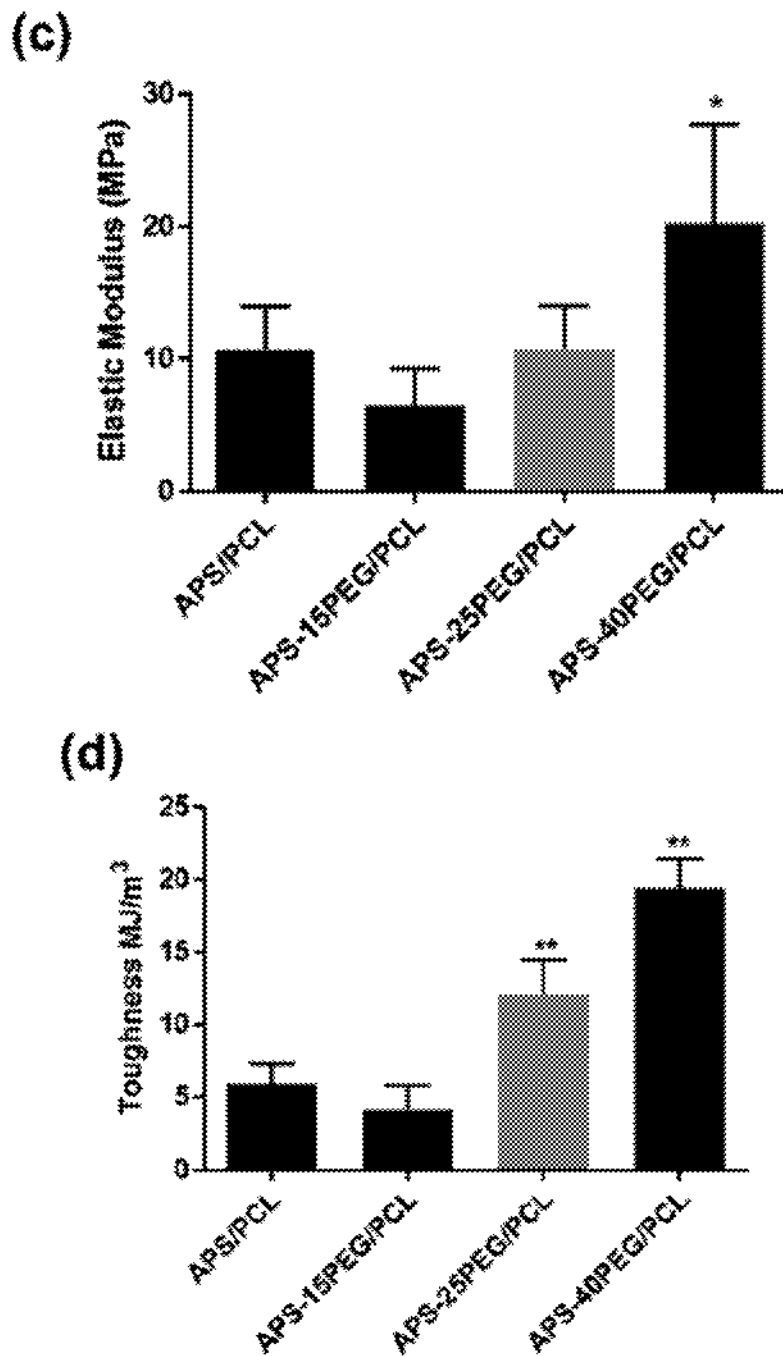 (c)
Elastic Modulus (MPa)
30
20
10
0
*
APS/PCL
APS-15PEG/PCL
APS-25PEG/PCL
APS-40PEG/PCL
(d)
Toughness MJ/m³
25
20
15
10
5
0
**
**
APS/PCL
APS-15PEG/PCL
APS-25PEG/PCL
APS-40PEG/PCL